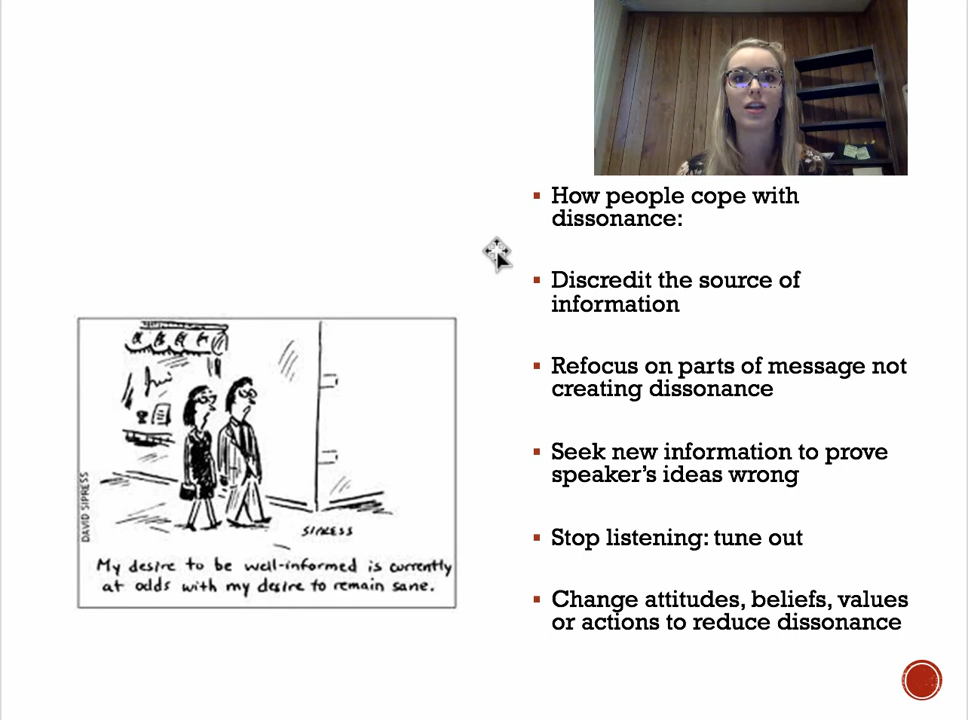 How people cope with
dissonance:
Discredit the source of
information
Refocus on parts of message not
creating dissonance
Seek new information to prove
speaker's ideas wrong
Stop listening: tune out
Change attitudes, beliefs, values
or actions to reduce dissonance
DAVID SIPRESS
SIPRESS
My desire to be well-informed is currently
at odds with my desire to remain sane.